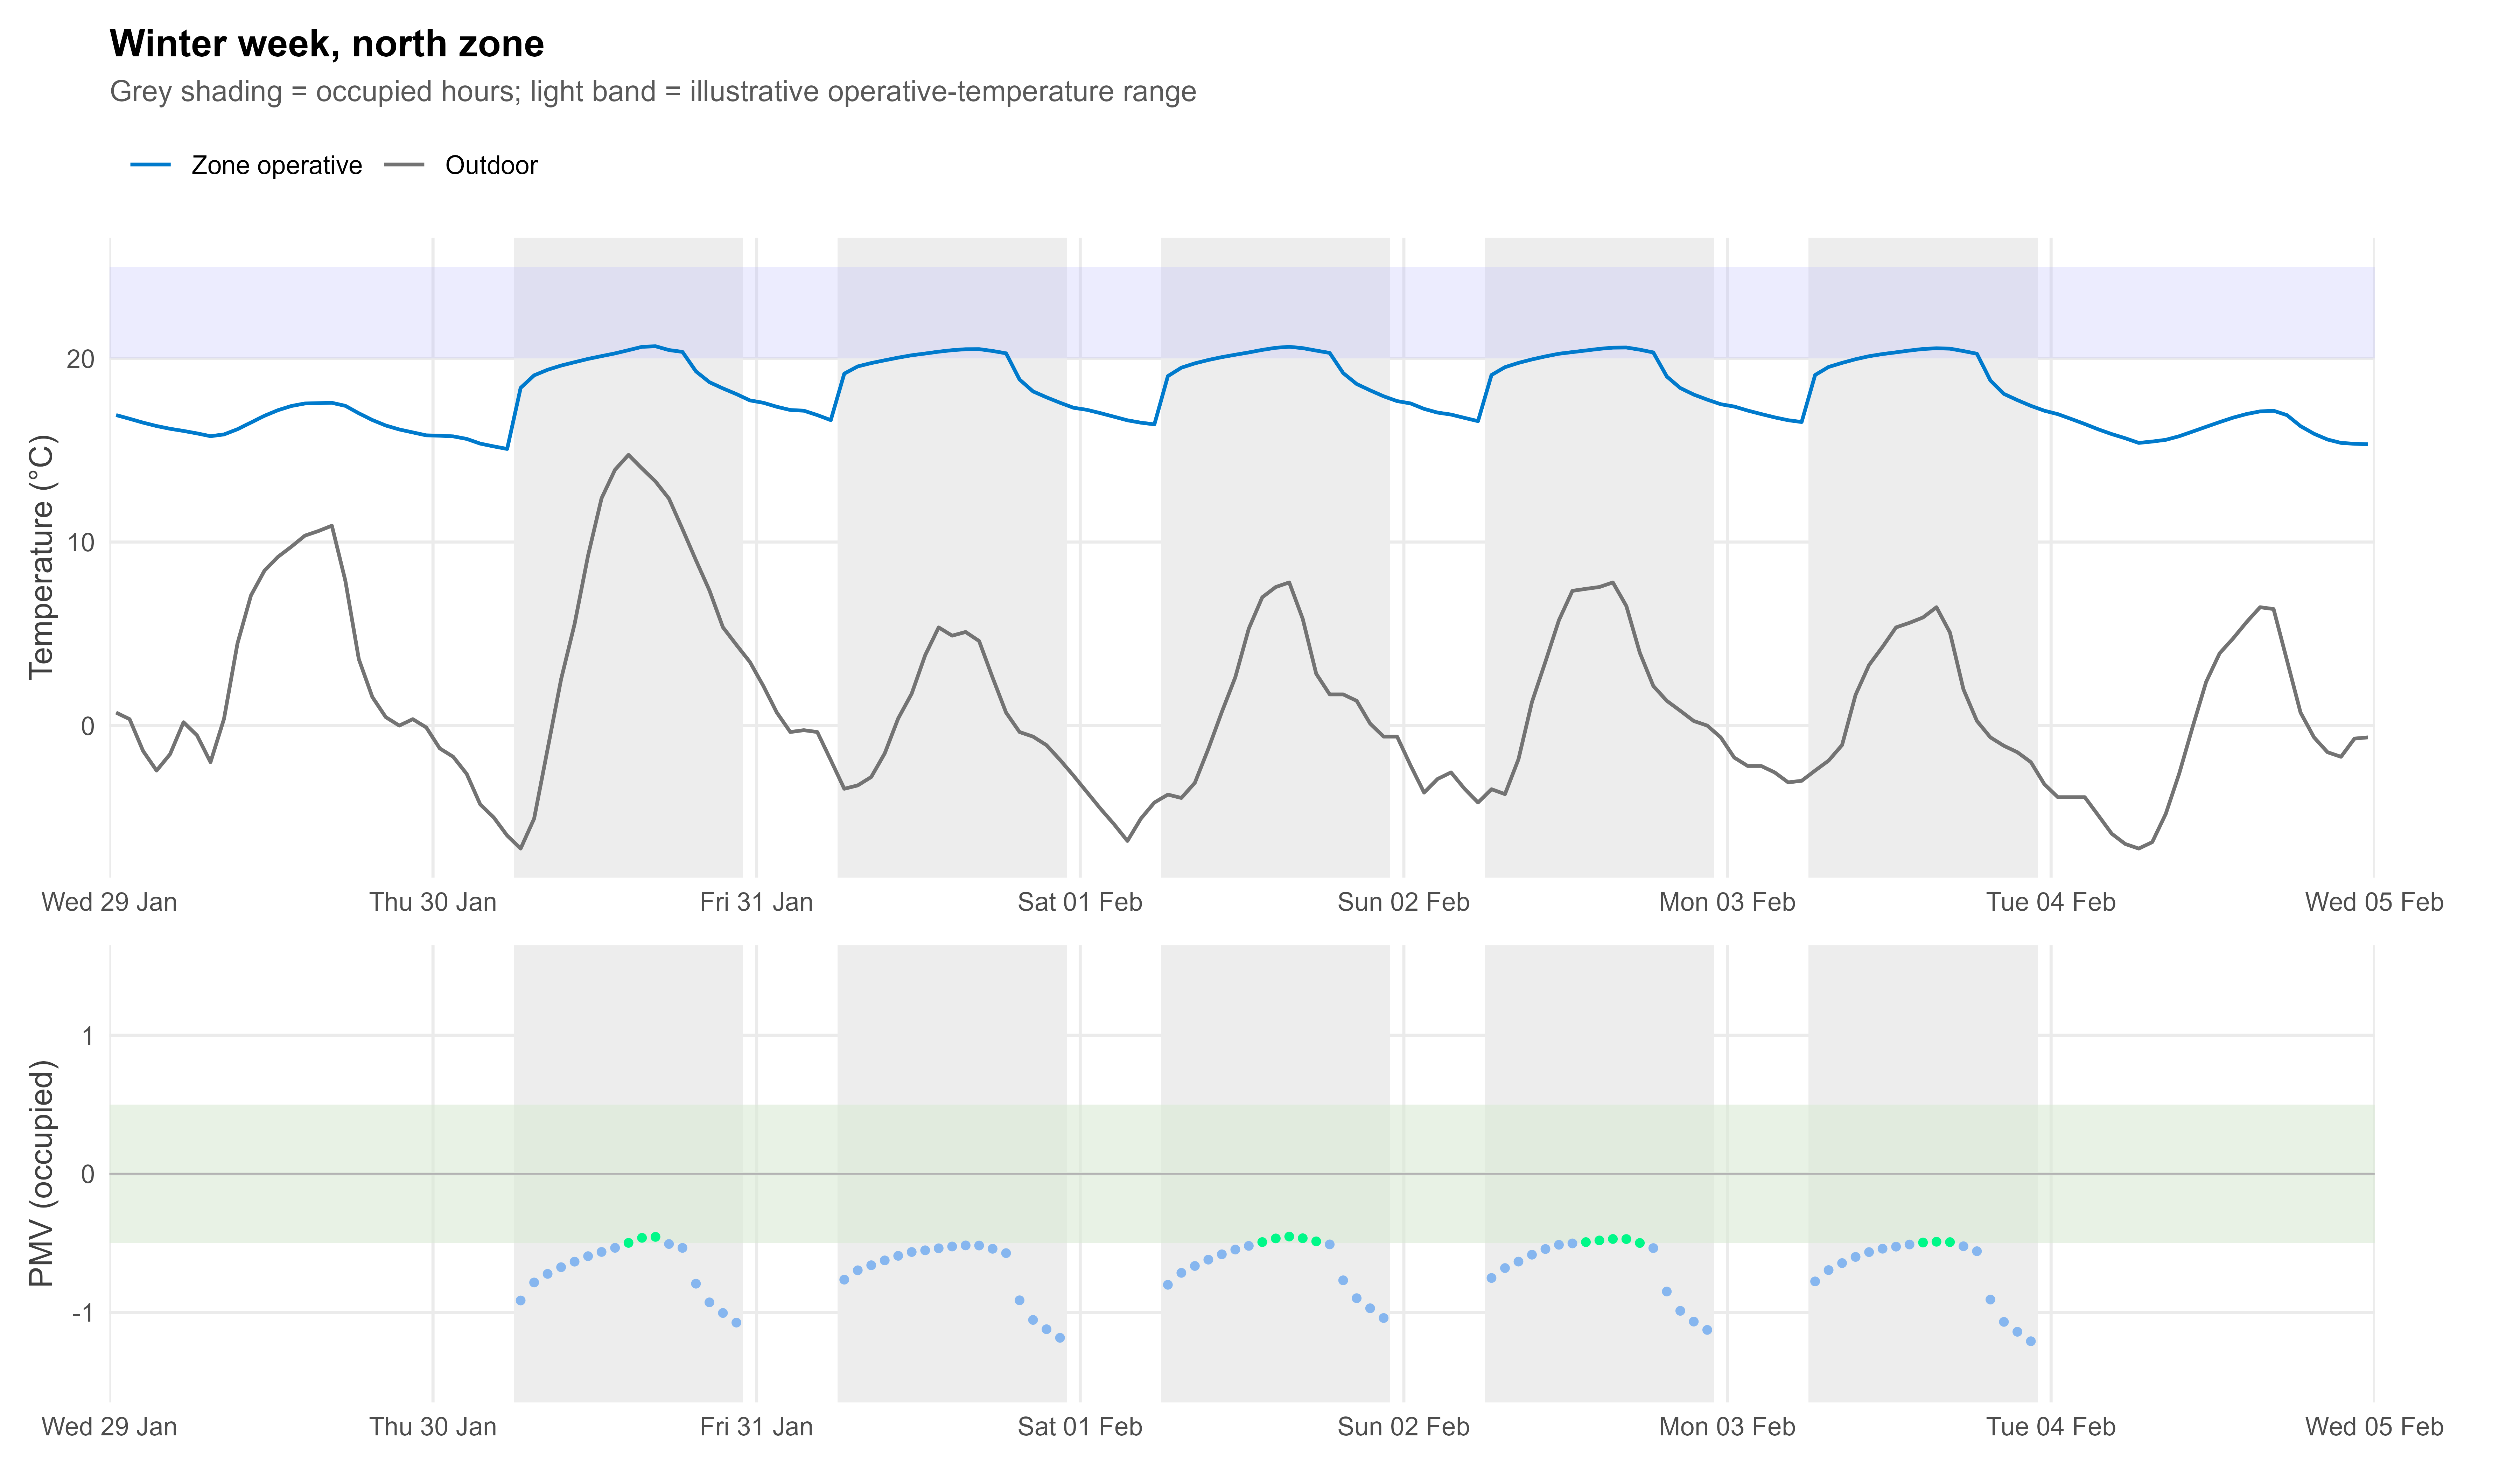 Winter week, north zone
Grey shading = occupied hours; light band = illustrative operative-temperature range
Zone operative
Outdoor
Temperature (°C)
20
10
0
Wed 29 Jan
Thu 30 Jan
Fri 31 Jan
Sat 01 Feb
Sun 02 Feb
Mon 03 Feb
Tue 04 Feb
Wed 05 Feb
PMV (occupied)
1
0
-1
Wed 29 Jan
Thu 30 Jan
Fri 31 Jan
Sat 01 Feb
Sun 02 Feb
Mon 03 Feb
Tue 04 Feb
Wed 05 Feb